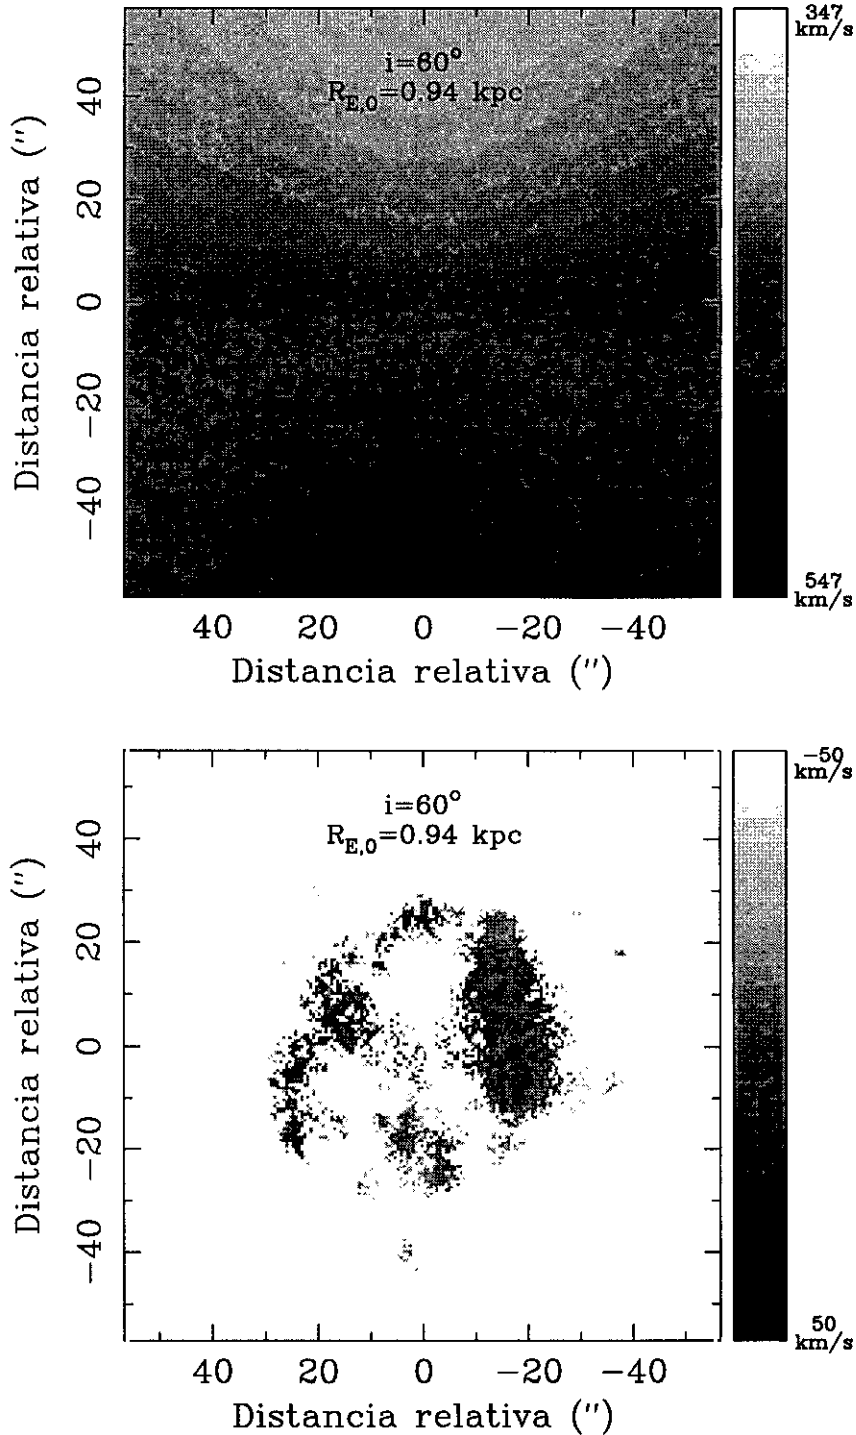 347
km/s
i=60°
R_E,0=0.94 kpc
Distancia relativa (″)
40
20
0
−20
−40
547
km/s
40 20 0 −20 −40
Distancia relativa (″)
−50
km/s
i=60°
R_E,0=0.94 kpc
Distancia relativa (″)
40
20
0
−20
−40
50
km/s
40 20 0 −20 −40
Distancia relativa (″)